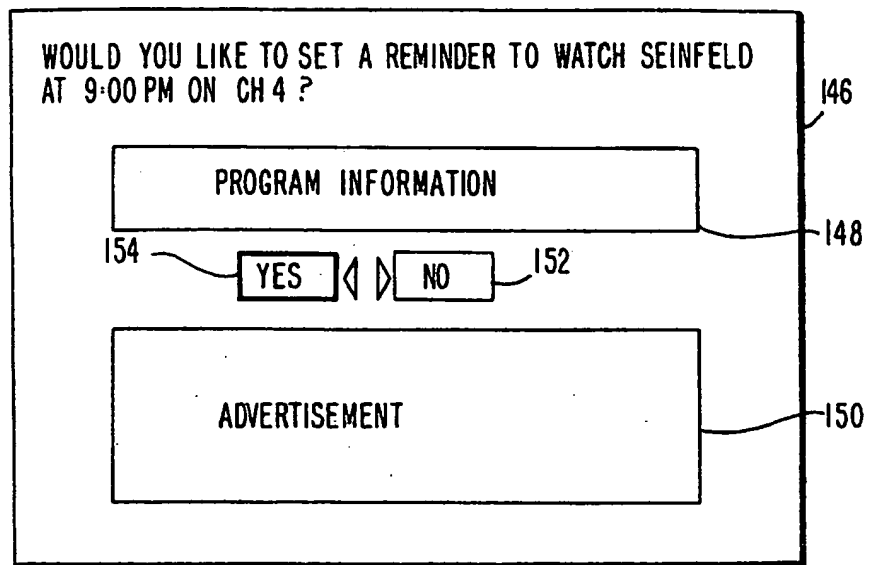 WOULD YOU LIKE TO SET A REMINDER TO WATCH SEINFELD
AT 9:00 PM ON CH 4 ?
146
PROGRAM INFORMATION
148
154
YES
NO
152
ADVERTISEMENT
150